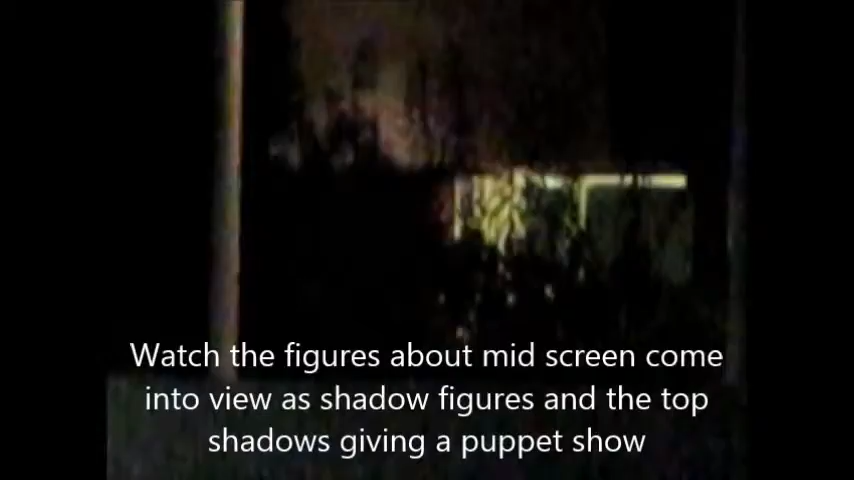 Watch the figures about mid screen come
into view as shadow figures and the top
shadows giving a puppet show